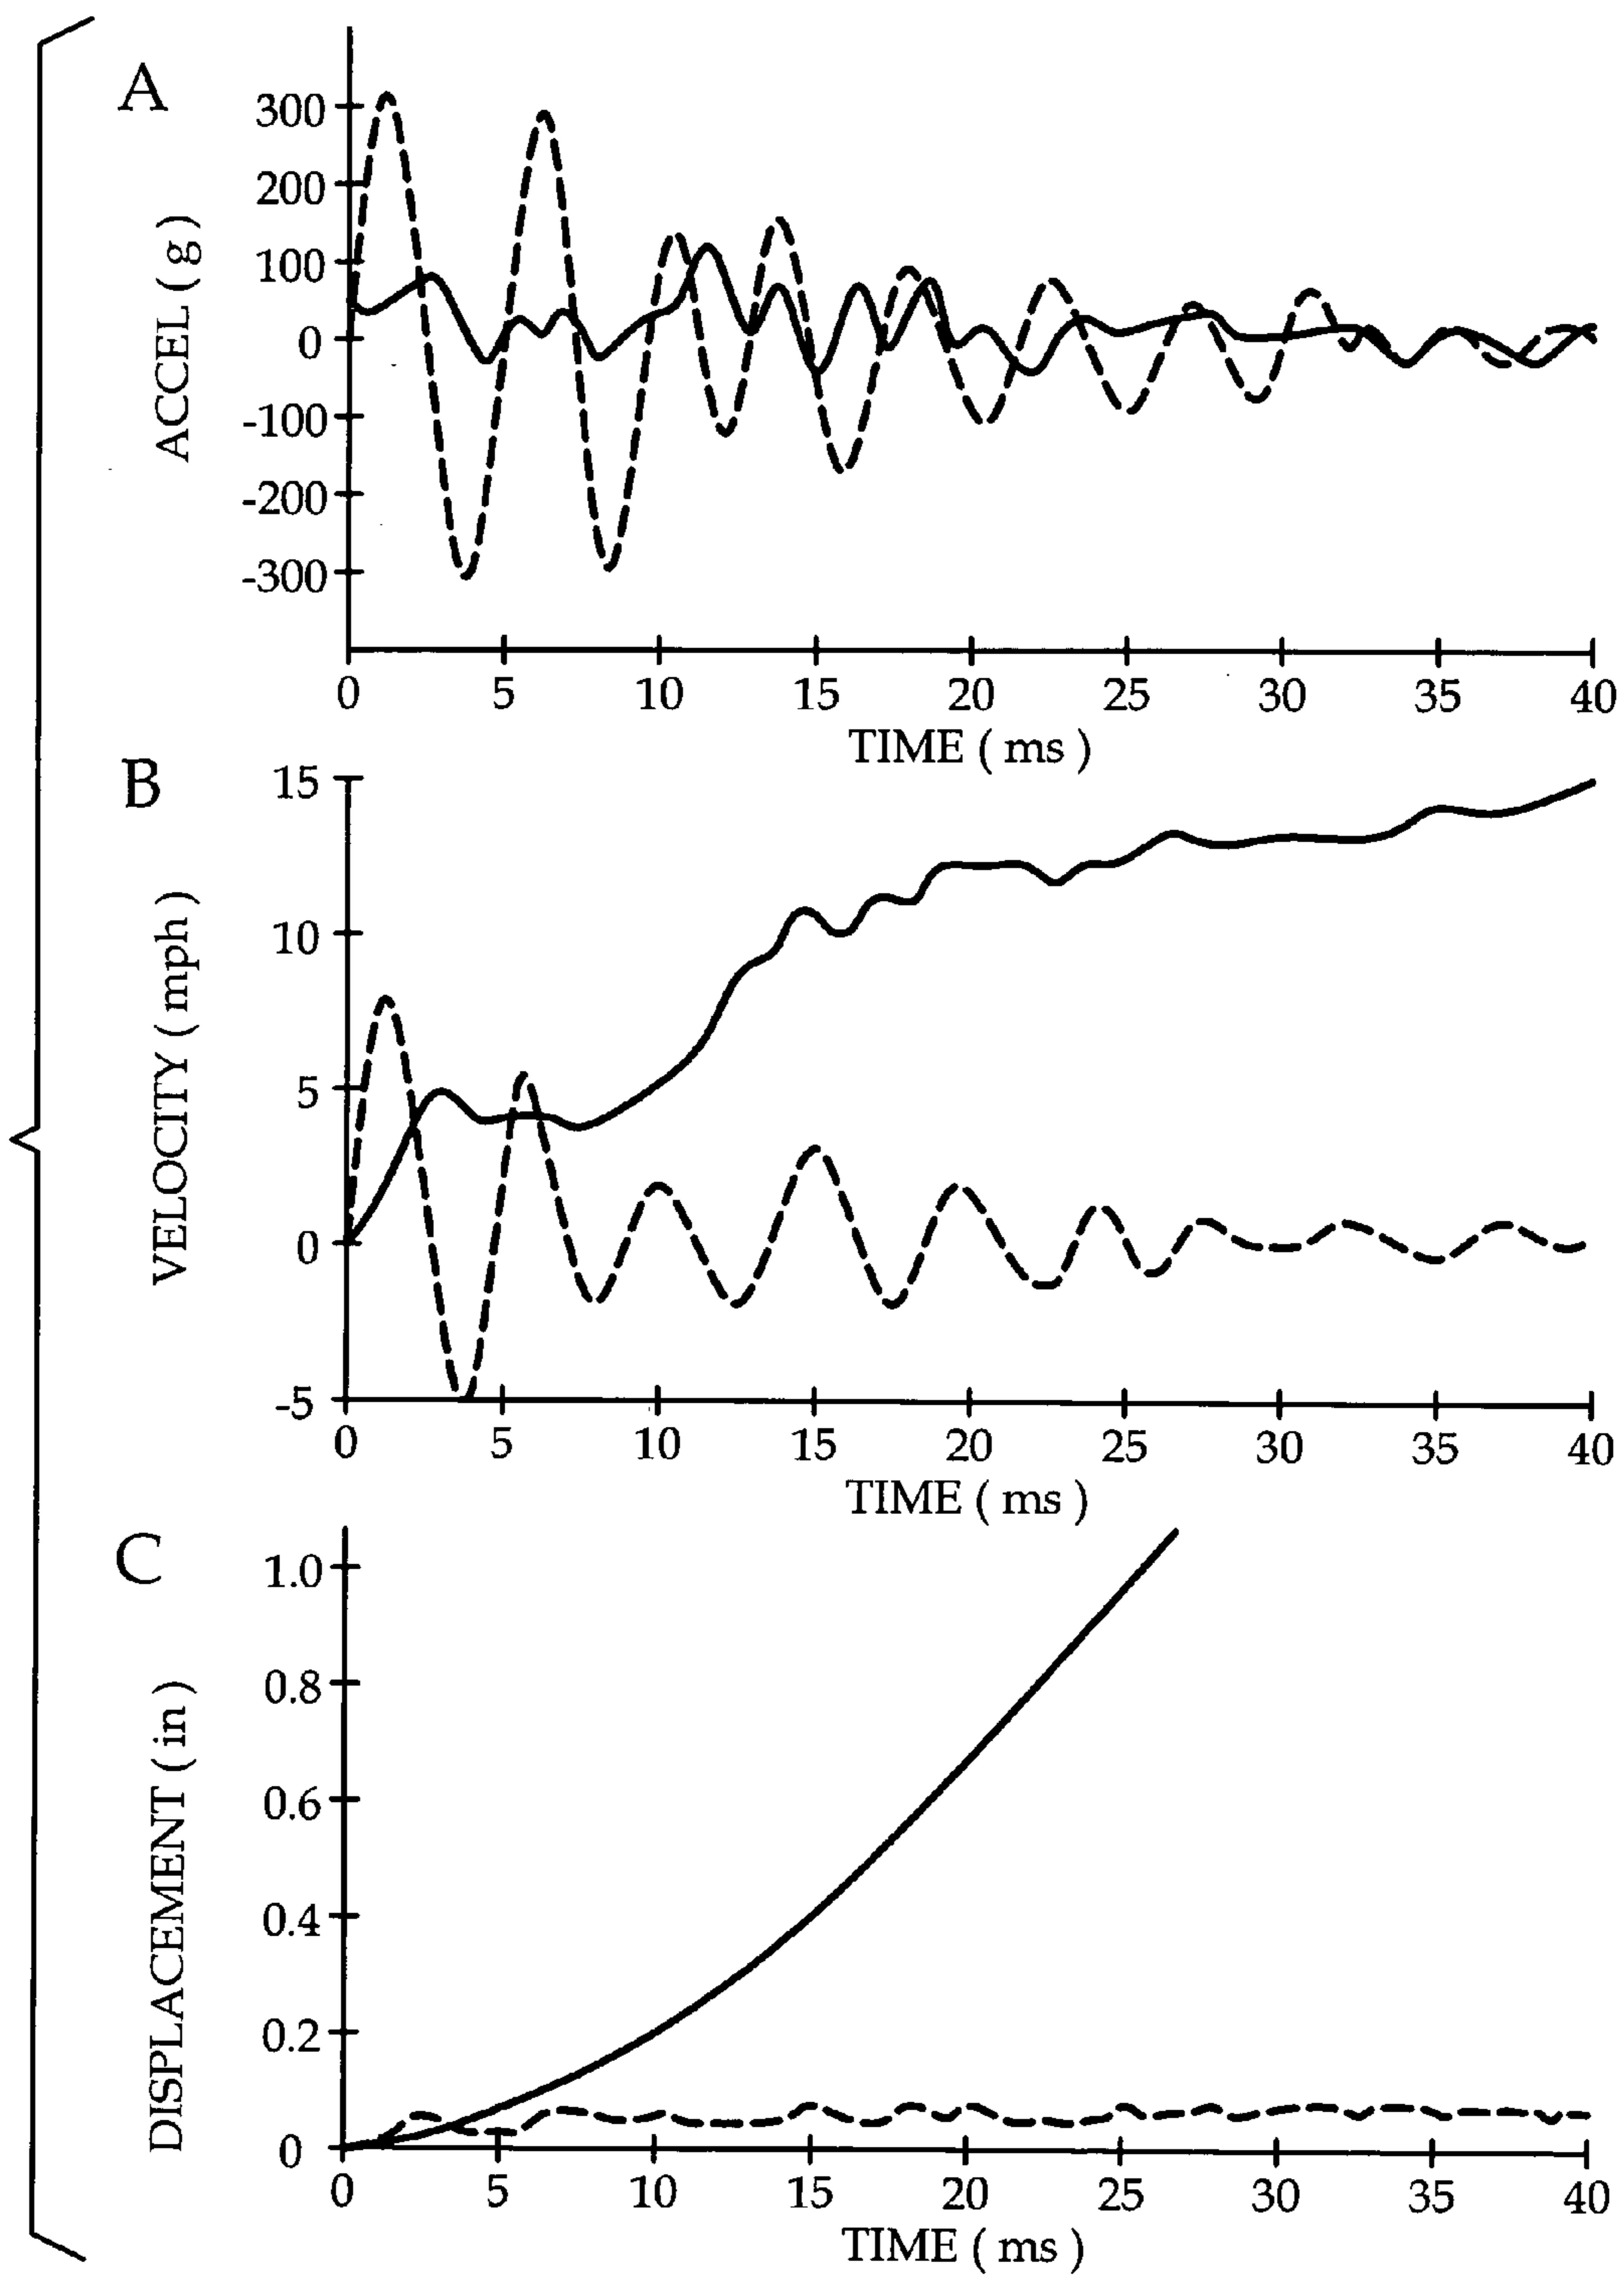 A
ACCEL ( g )
300
200
100
0
-100
-200
-300
0 5 10 15 20 25 30 35 40
TIME ( ms )
B
VELOCITY ( mph )
15
10
5
0
-5
0 5 10 15 20 25 30 35 40
TIME ( ms )
C
DISPLACEMENT ( in )
1.0
0.8
0.6
0.4
0.2
0
0 5 10 15 20 25 30 35 40
TIME ( ms )